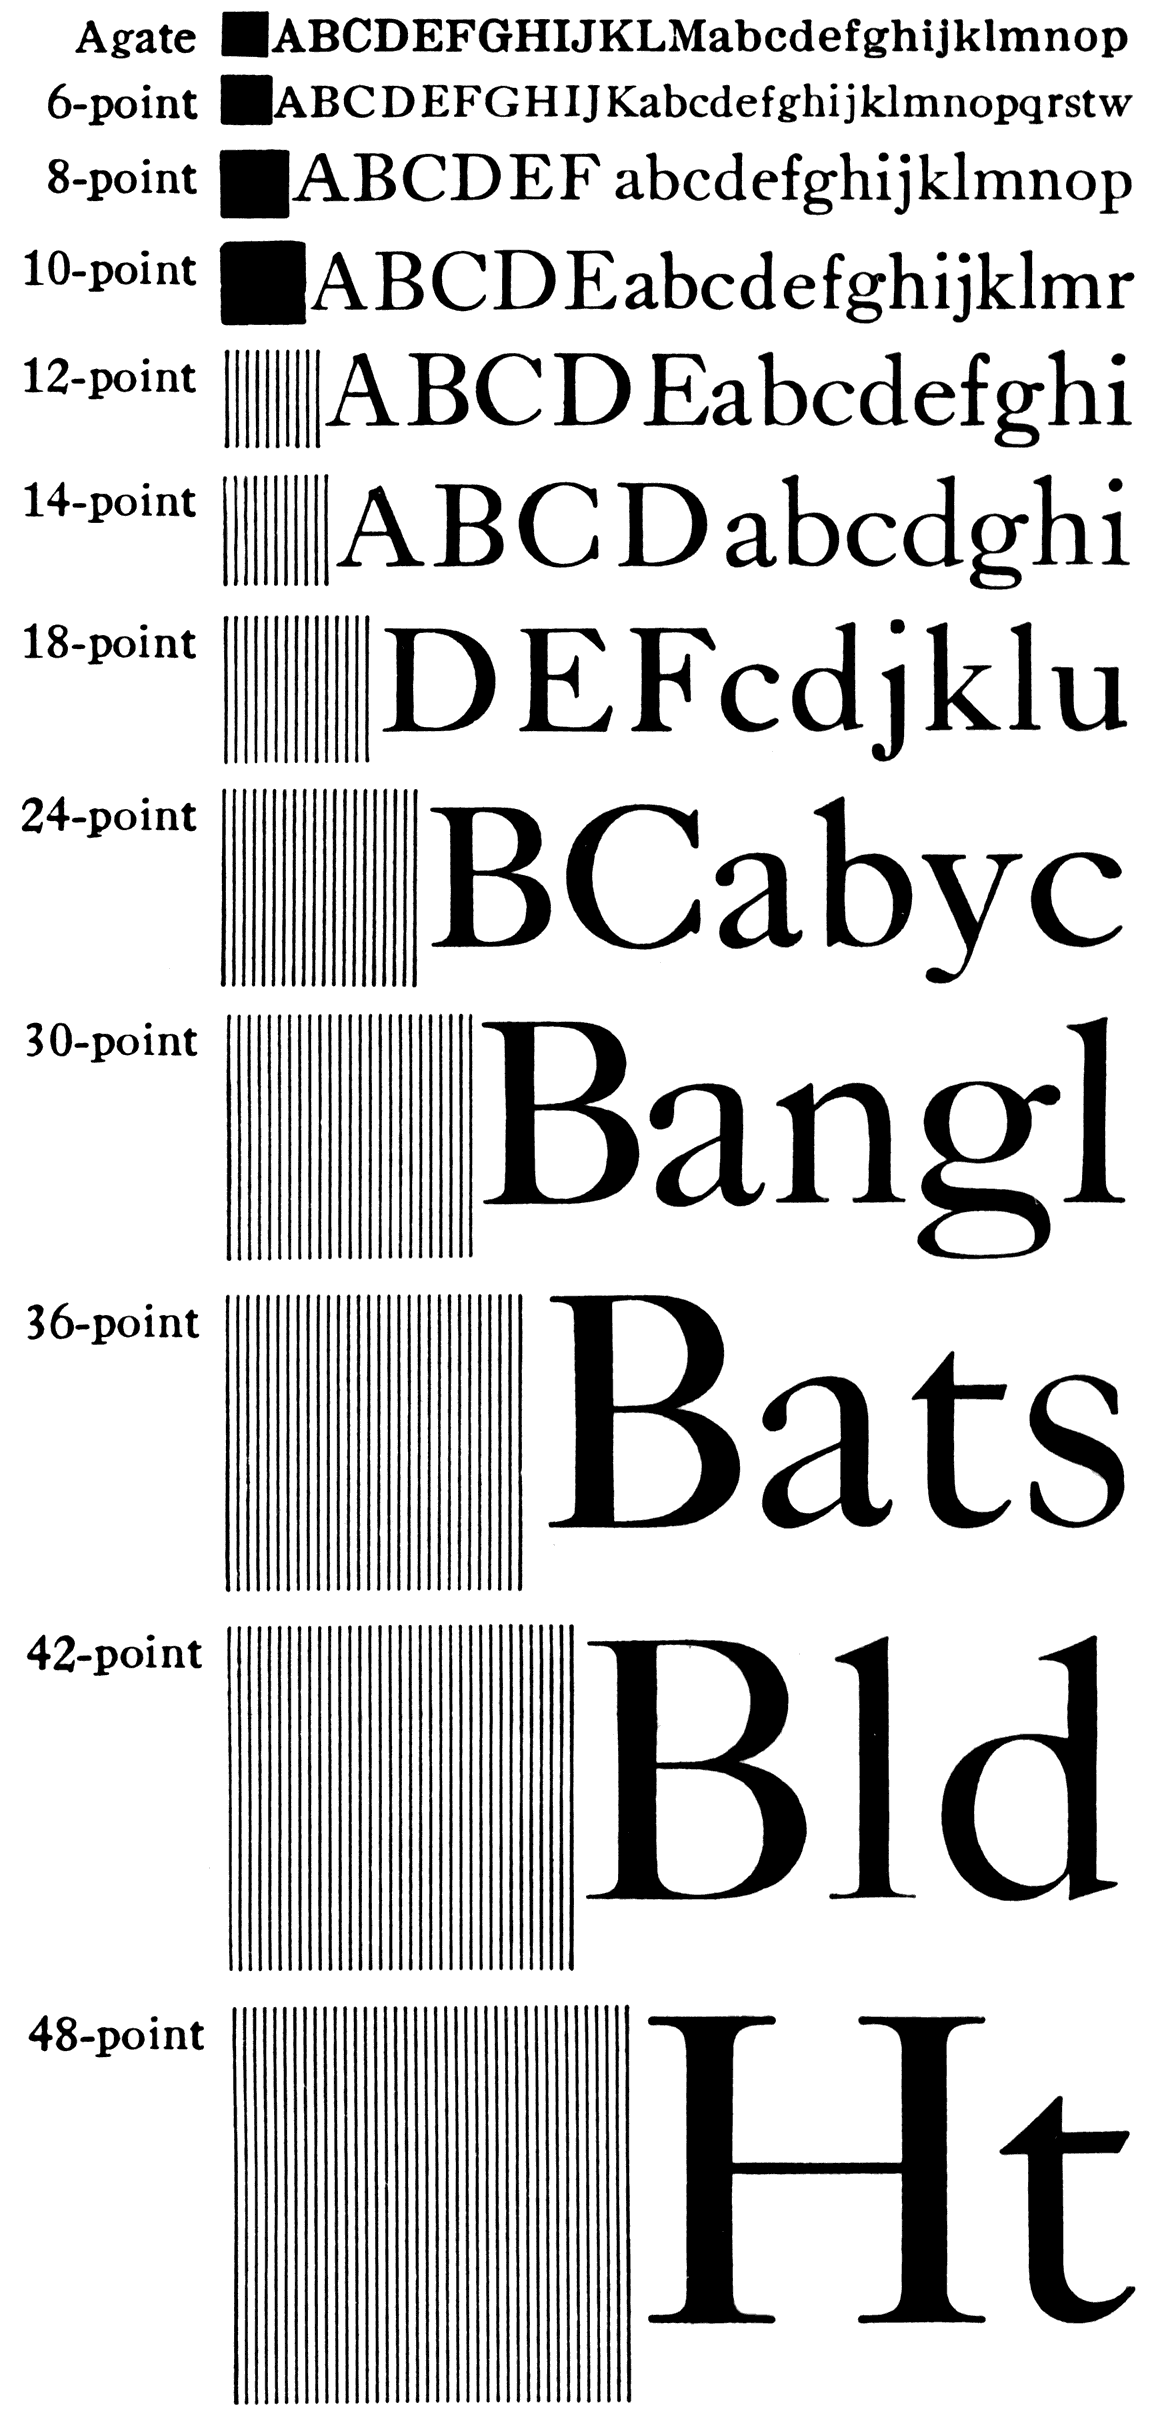 Agate ABCDEFGHIJKLMabcdefghijklmnop
6-point ABCDEFGHIJKabcdefghijklmnopqrstw
8-point ABCDEF abcdefghijklmnop
10-point ABCDEabcdefghijklmr
12-point ABCDEabcdefghi
14-point ABCDabcdghi
18-point DEFcdjklu
24-point BCabyc
30-point Bangl
36-point Bats
42-point Bld
48-point Ht